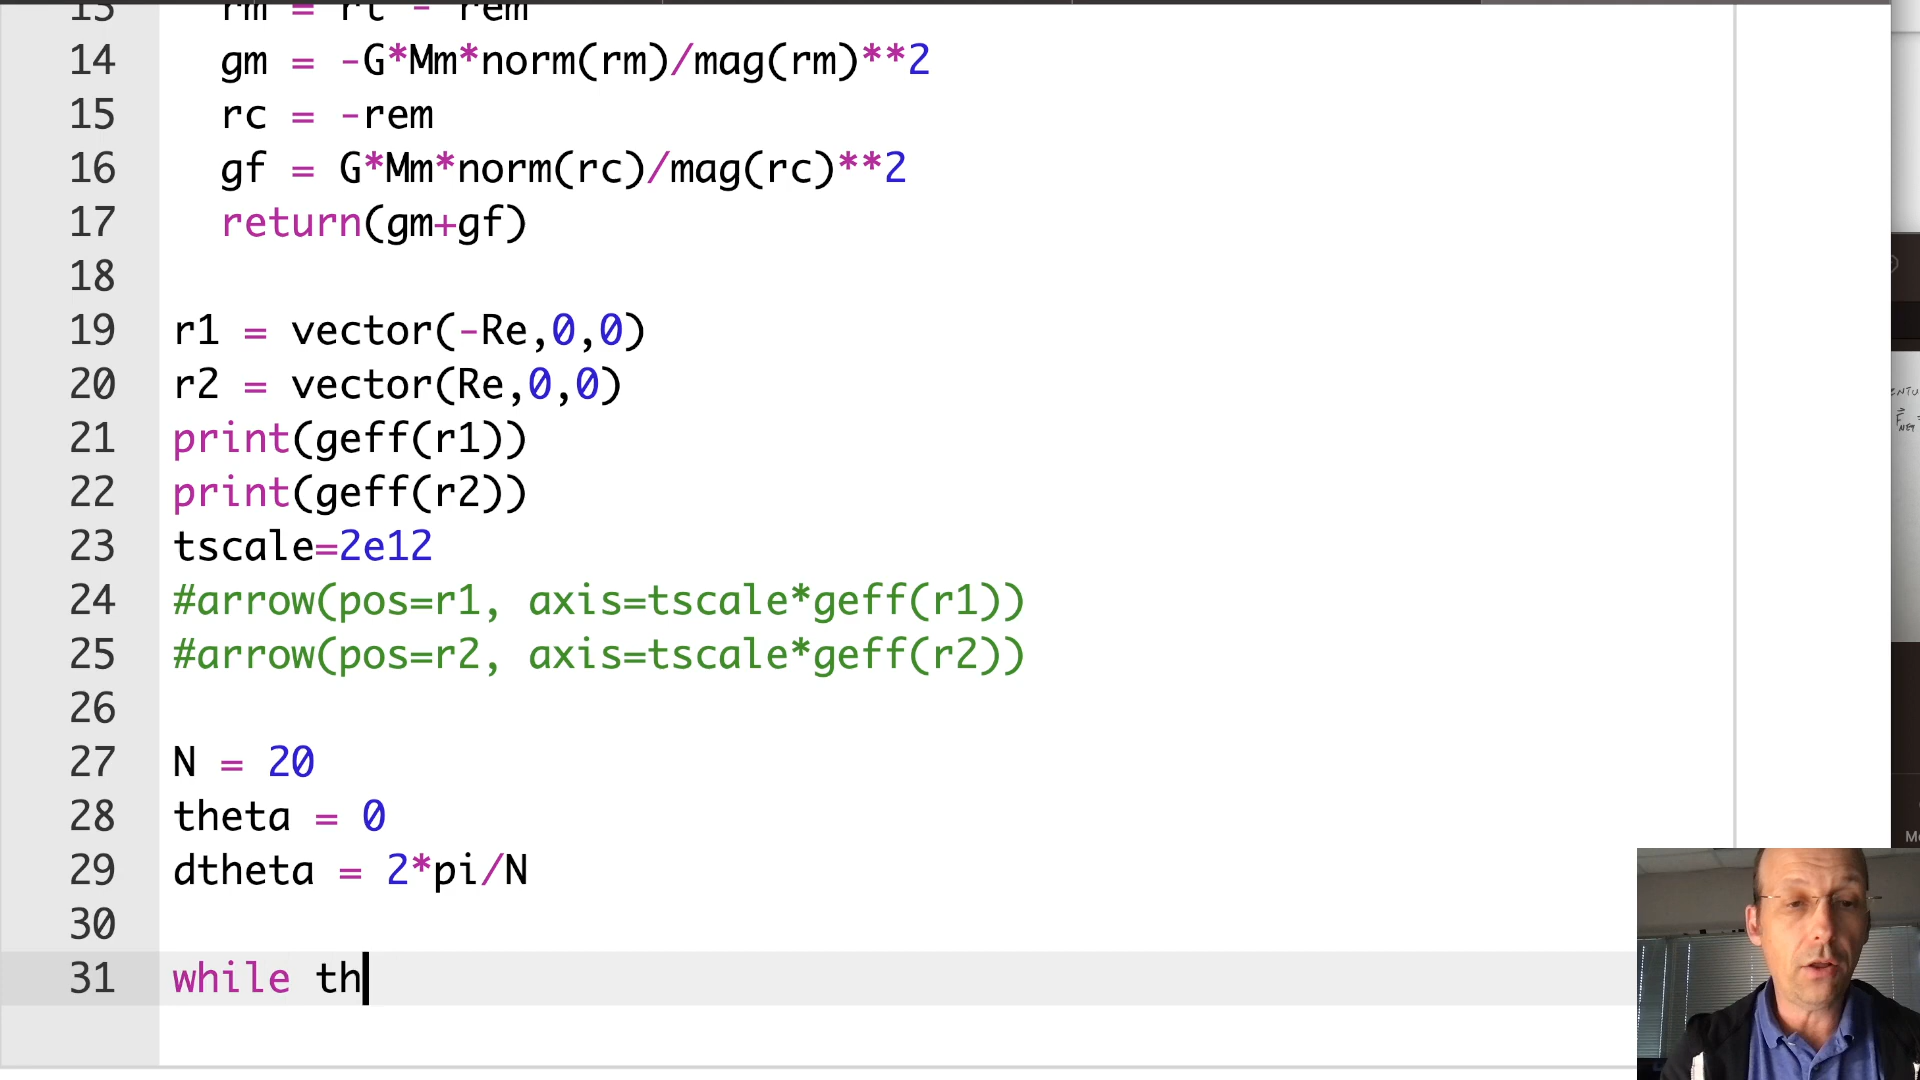 13 rm = rt - rem
14 gm = -G*Mm*norm(rm)/mag(rm)**2
15 rc = -rem
16 gf = G*Mm*norm(rc)/mag(rc)**2
17 return(gm+gf)
18
19 r1 = vector(-Re,0,0)
20 r2 = vector(Re,0,0)
21 print(geff(r1))
22 print(geff(r2))
23 tscale=2e12
24 #arrow(pos=r1, axis=tscale*geff(r1))
25 #arrow(pos=r2, axis=tscale*geff(r2))
26
27 N = 20
28 theta = 0
29 dtheta = 2*pi/N
30
31 while th